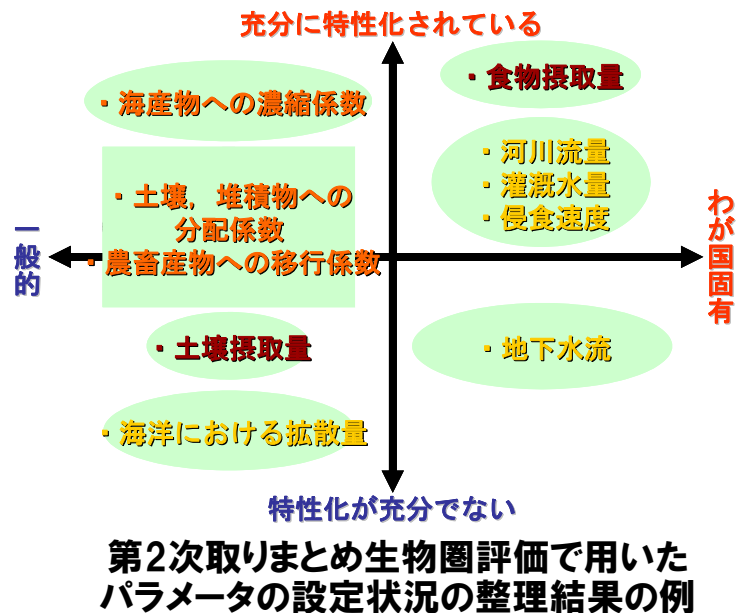 充分に特性化されている
・食物摂取量
・海産物への濃縮係数
・河川流量
・灌漑水量
・侵食速度
・土壌，堆積物への
分配係数
・農畜産物への移行係数
一般的
わが国固有
・土壌摂取量
・地下水流
・海洋における拡散量
特性化が充分でない
第2次取りまとめ生物圏評価で用いた
パラメータの設定状況の整理結果の例